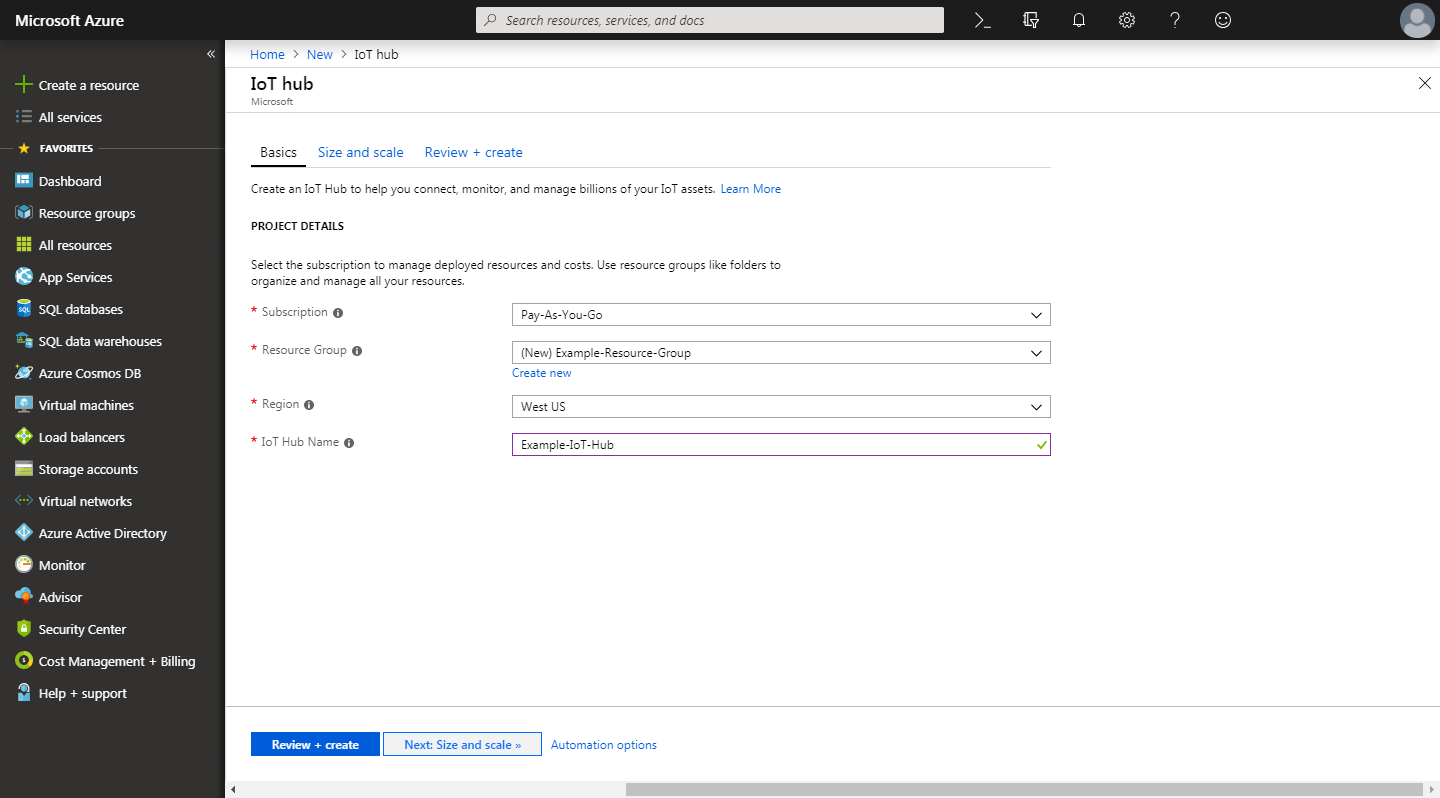 Microsoft Azure
Search resources, services, and docs
Create a resource
All services
FAVORITES
Dashboard
Resource groups
All resources
App Services
SQL databases
SQL data warehouses
Azure Cosmos DB
Virtual machines
Load balancers
Storage accounts
Virtual networks
Azure Active Directory
Monitor
Advisor
Security Center
Cost Management + Billing
Help + support
Home > New > IoT hub
IoT hub
Microsoft
Basics Size and scale Review + create
Create an IoT Hub to help you connect, monitor, and manage billions of your IoT assets. Learn More
PROJECT DETAILS
Select the subscription to manage deployed resources and costs. Use resource groups like folders to
organize and manage all your resources.
* Subscription Pay-As-You-Go
* Resource Group (New) Example-Resource-Group
Create new
* Region West US
* IoT Hub Name Example-IoT-Hub
Review + create Next: Size and scale » Automation options